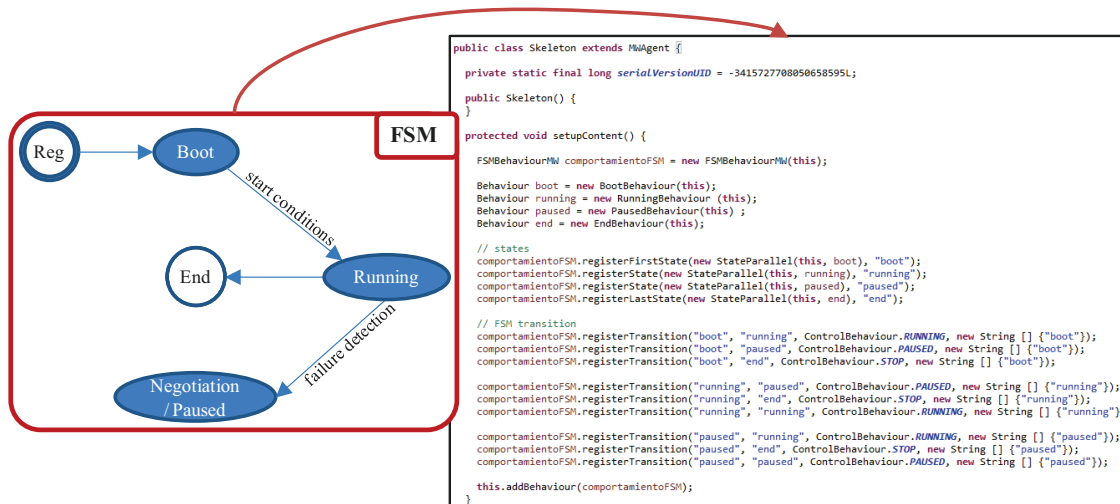 FSM
Reg
Boot
start conditions
End
Running
failure detection
Negotiation
/ Paused
public class Skeleton extends MWAgent {
private static final long serialVersionUID = -3415727708050658595L;
public Skeleton() {
}
protected void setupContent() {
FSMBehaviourMW comportamientoFSM = new FSMBehaviourMW(this);
Behaviour boot = new BootBehaviour(this);
Behaviour running = new RunningBehaviour (this);
Behaviour paused = new PausedBehaviour(this) ;
Behaviour end = new EndBehaviour(this);
// states
comportamientoFSM.registerFirstState(new StateParallel(this, boot), "boot");
comportamientoFSM.registerState(new StateParallel(this, running), "running");
comportamientoFSM.registerState(new StateParallel(this, paused), "paused");
comportamientoFSM.registerLastState(new StateParallel(this, end), "end");
// FSM transition
comportamientoFSM.registerTransition("boot", "running", ControlBehaviour.RUNNING, new String [] {"boot"});
comportamientoFSM.registerTransition("boot", "paused", ControlBehaviour.PAUSED, new String [] {"boot"});
comportamientoFSM.registerTransition("boot", "end", ControlBehaviour.STOP, new String [] {"boot"});
comportamientoFSM.registerTransition("running", "paused", ControlBehaviour.PAUSED, new String [] {"running"});
comportamientoFSM.registerTransition("running", "end", ControlBehaviour.STOP, new String [] {"running"});
comportamientoFSM.registerTransition("running", "running", ControlBehaviour.RUNNING, new String [] {"running"}
comportamientoFSM.registerTransition("paused", "running", ControlBehaviour.RUNNING, new String [] {"paused"});
comportamientoFSM.registerTransition("paused", "end", ControlBehaviour.STOP, new String [] {"paused"});
comportamientoFSM.registerTransition("paused", "paused", ControlBehaviour.PAUSED, new String [] {"paused"});
this.addBehaviour(comportamientoFSM);
}